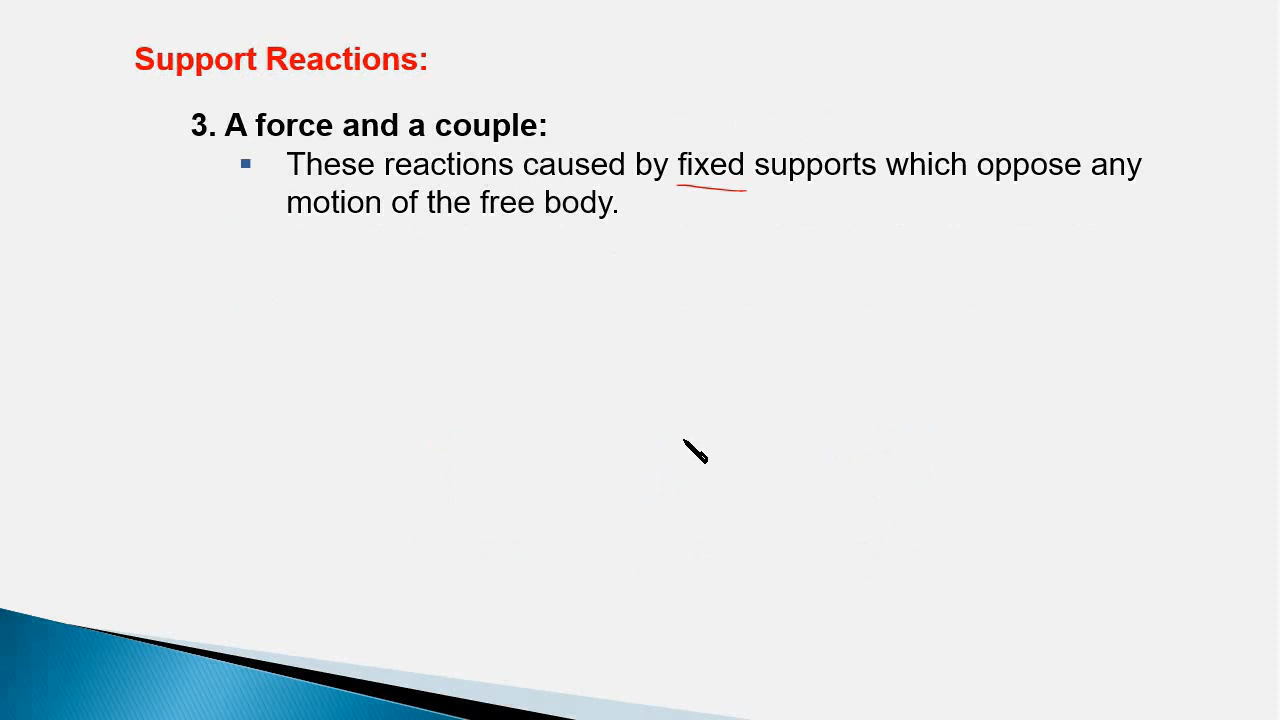 Support Reactions:
3. A force and a couple:
▪ These reactions caused by fixed supports which oppose any
motion of the free body.